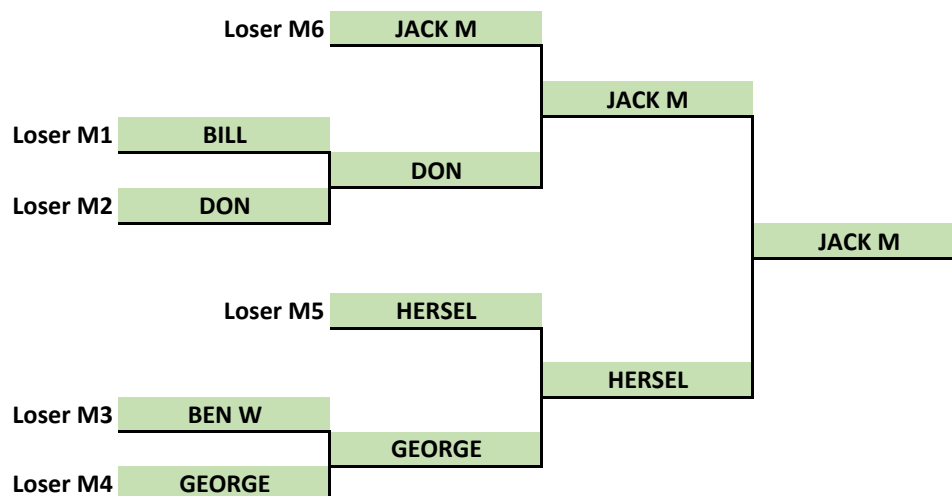 Loser M6 JACK M
JACK M
Loser M1 BILL
DON
Loser M2 DON
JACK M
Loser M5 HERSEL
HERSEL
Loser M3 BEN W
GEORGE
Loser M4 GEORGE